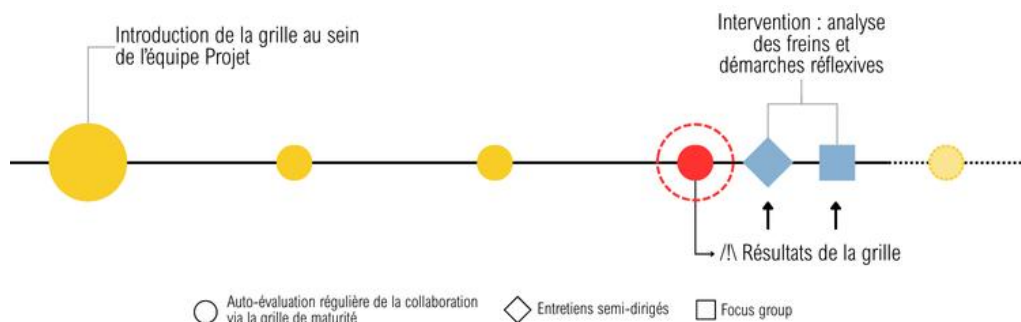 Introduction de la grille au sein
de l'équipe Projet
Intervention : analyse
des freins et
démarches réflexives
/!\ Résultats de la grille
Auto-évaluation régulière de la collaboration
via la grille de maturité
Entretiens semi-dirigés
Focus group